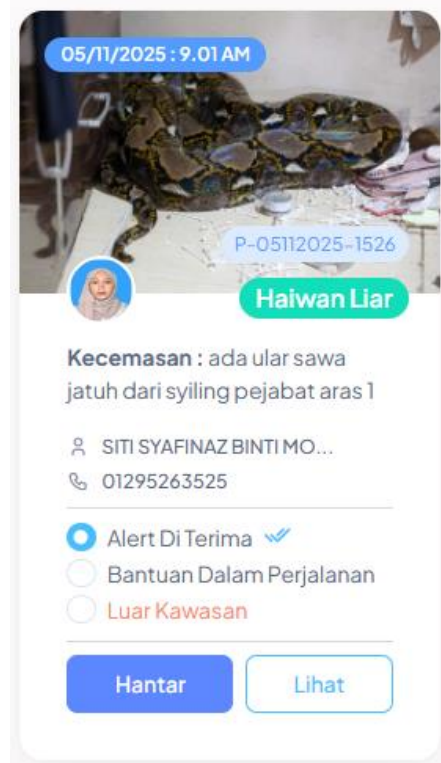 05/11/2025 : 9.01 AM
P-05112025-1526
Haiwan Liar
Kecemasan : ada ular sawa
jatuh dari syiling pejabat aras 1
SITI SYAFINAZ BINTI MO...
01295263525
Alert Di Terima
Bantuan Dalam Perjalanan
Luar Kawasan
Hantar
Lihat